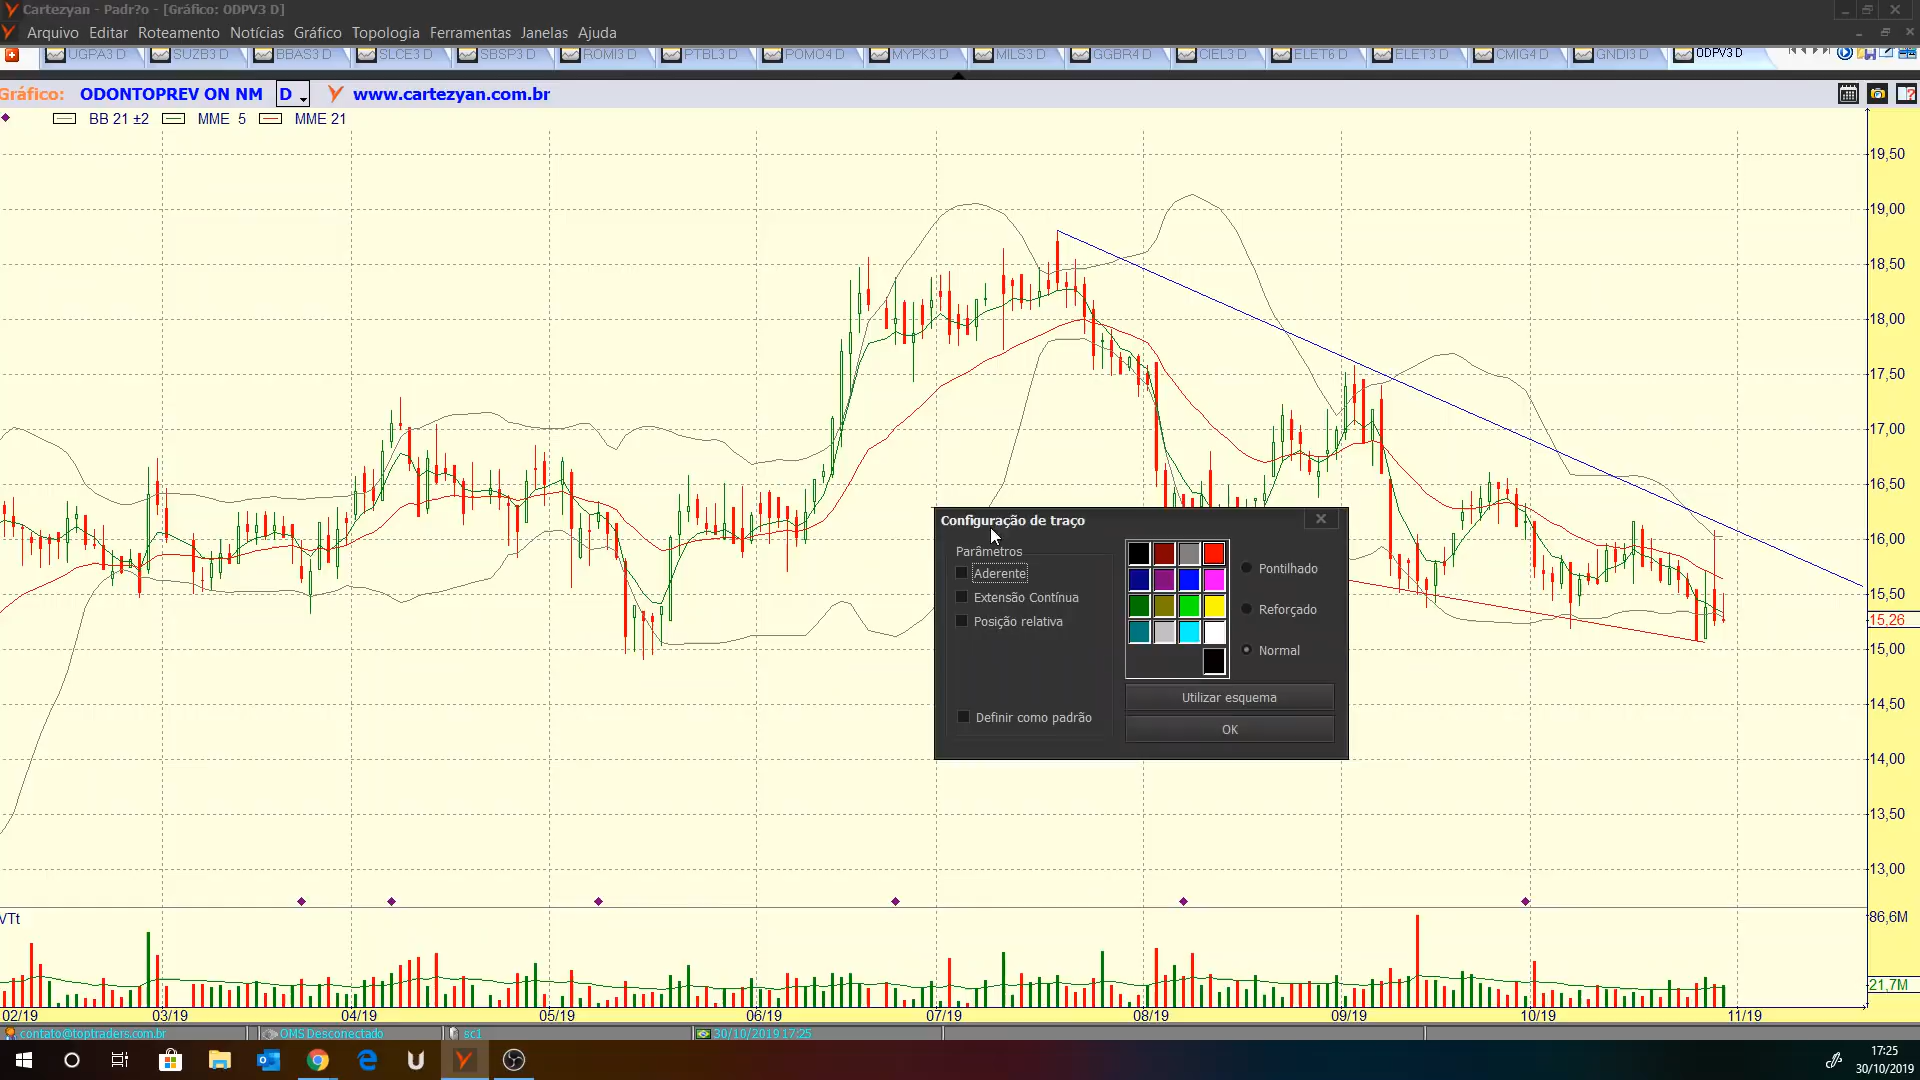 Cartezyan - Padr?o - [Gráfico: ODPV3 D]
Arquivo Editar Roteamento Notícias Gráfico Topologia Ferramentas Janelas Ajuda
UGPA3 D SUZB3 D BBAS3 D SLCE3 D SBSP3 D ROMI3 D PTBL3 D POMO4 D MYPK3 D MILS3 D GGBR4 D CIEL3 D ELET6 D ELET3 D CMIG4 D GNDI3 D ODPV3 D
Gráfico: ODONTOPREV ON NM D www.cartezyan.com.br
BB 21 ±2 MME 5 MME 21
19,50
19,00
18,50
18,00
17,50
17,00
16,50
16,00
15,50
15,26
15,00
14,50
14,00
13,50
13,00
Configuração de traço
Parâmetros
Aderente
Extensão Contínua
Posição relativa
Definir como padrão
Pontilhado
Reforçado
Normal
Utilizar esquema
OK
VTt
86,6M
21,7M
02/19 03/19 04/19 05/19 06/19 07/19 08/19 09/19 10/19 11/19
contato@toptraders.com.br OMS Desconectado sc1 30/10/2019 17:25
17:25
30/10/2019